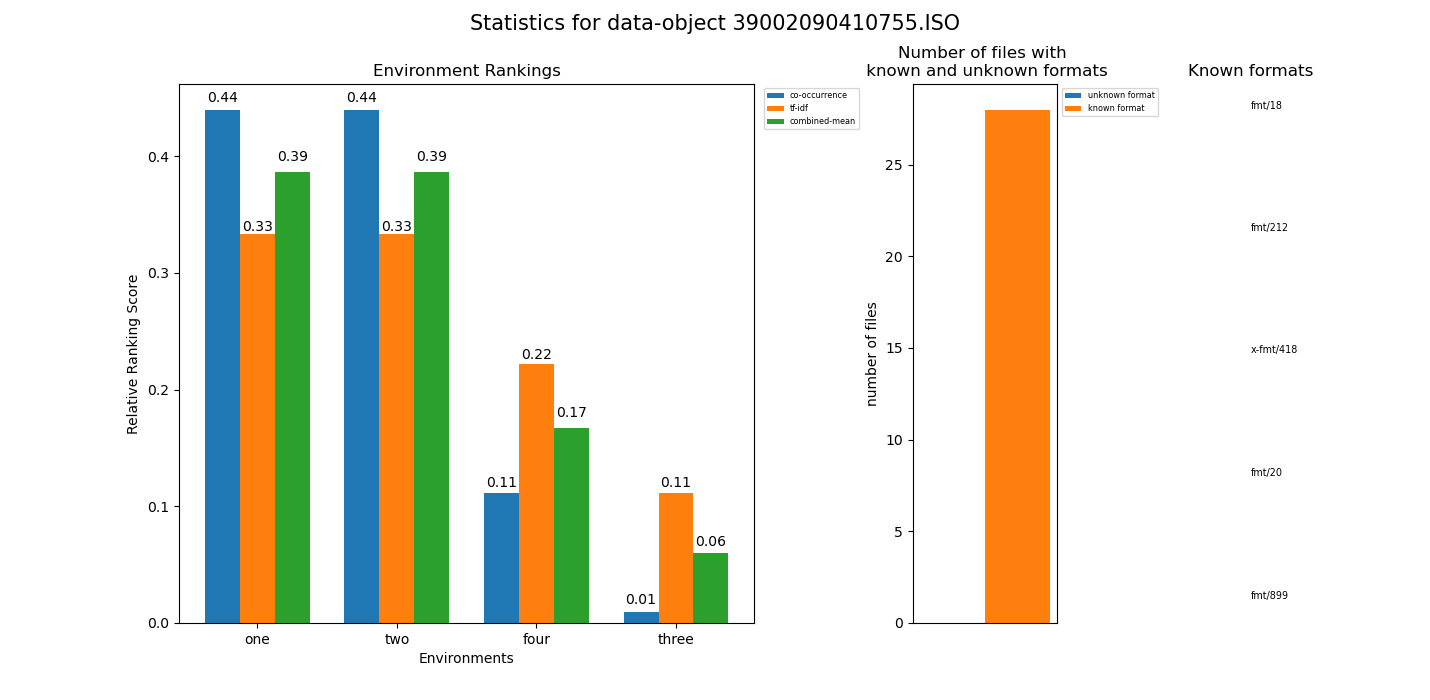 Statistics for data-object 39002090410755.ISO
Environment Rankings
Relative Ranking Score
0.4
0.3
0.2
0.1
0.0
0.44
0.33
0.39
0.44
0.33
0.39
0.11
0.22
0.17
0.01
0.11
0.06
one
two
four
three
Environments
co-occurrence
tf-idf
combined-mean
Number of files with
known and unknown formats
number of files
25
20
15
10
5
0
unknown format
known format
Known formats
fmt/18
fmt/212
x-fmt/418
fmt/20
fmt/899